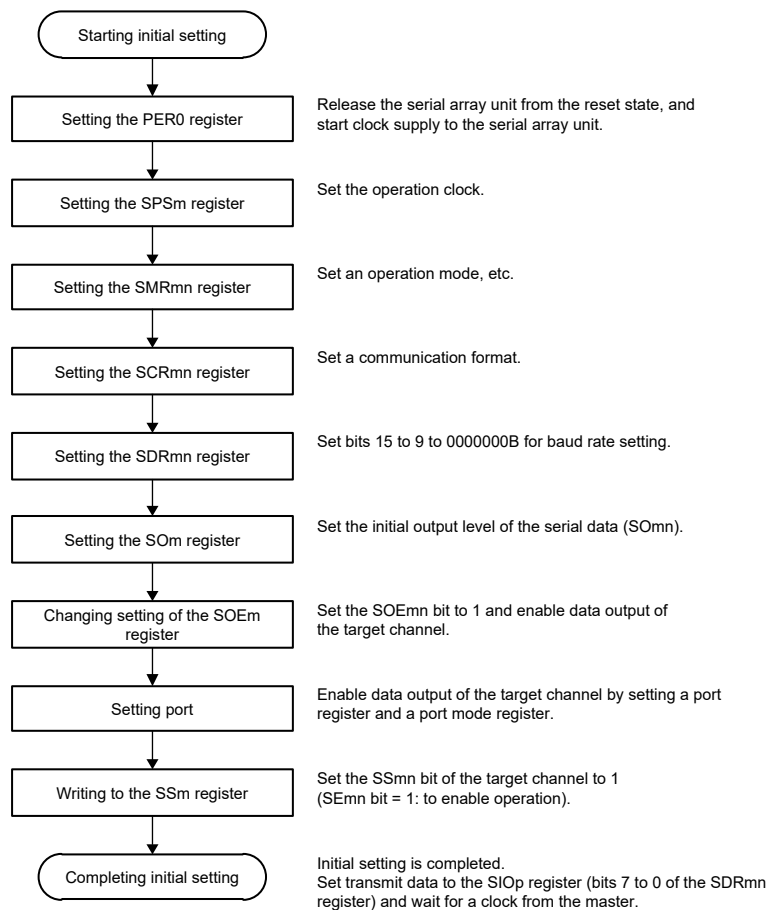 Starting initial setting
Setting the PER0 register
Release the serial array unit from the reset state, and
start clock supply to the serial array unit.
Setting the SPSm register
Set the operation clock.
Setting the SMRmn register
Set an operation mode, etc.
Setting the SCRmn register
Set a communication format.
Setting the SDRmn register
Set bits 15 to 9 to 0000000B for baud rate setting.
Setting the SOm register
Set the initial output level of the serial data (SOmn).
Changing setting of the SOEm
register
Set the SOEmn bit to 1 and enable data output of
the target channel.
Setting port
Enable data output of the target channel by setting a port
register and a port mode register.
Writing to the SSm register
Set the SSmn bit of the target channel to 1
(SEmn bit = 1: to enable operation).
Completing initial setting
Initial setting is completed.
Set transmit data to the SIOp register (bits 7 to 0 of the SDRmn
register) and wait for a clock from the master.